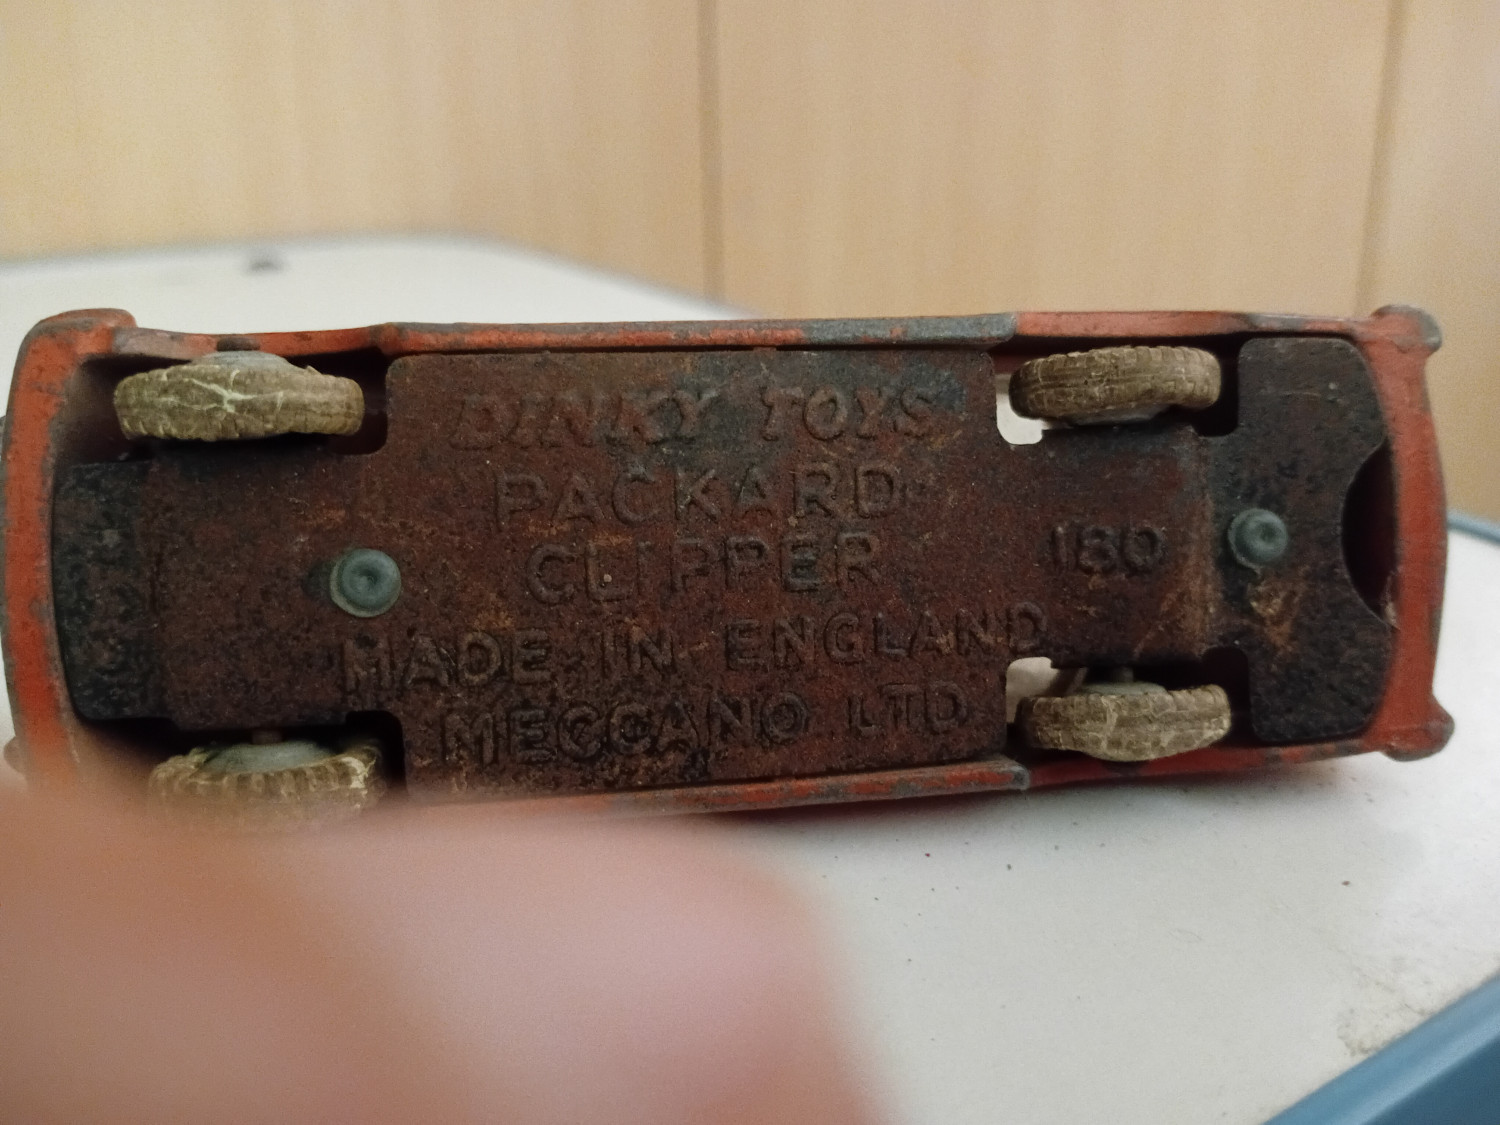 DINKY TOYS
PACKARD
CLIPPER
180
MADE IN ENGLAND
MECCANO LTD